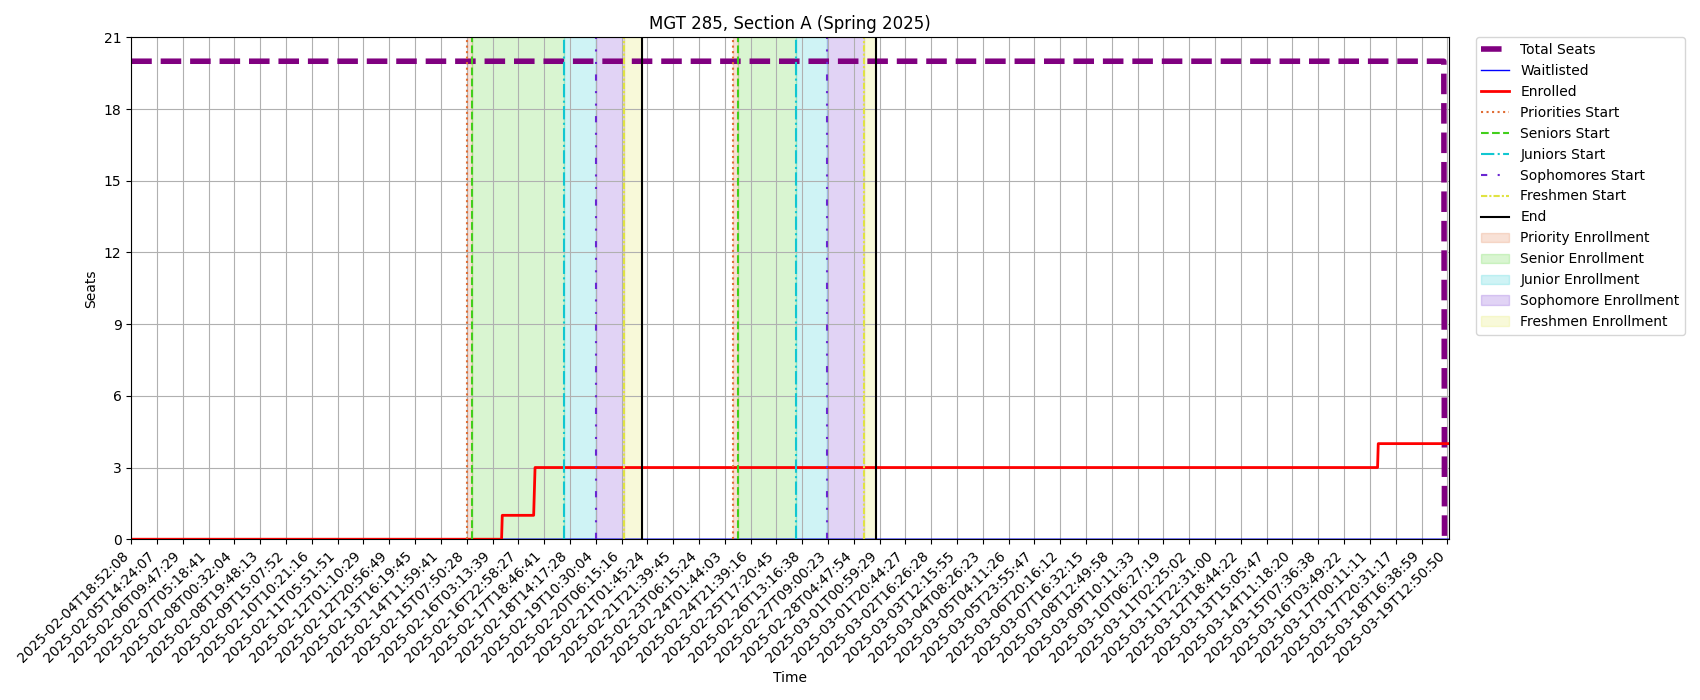 MGT 285, Section A (Spring 2025)
21
18
15
12
9
6
3
0
Seats
2025-02-04T18:52:08
2025-02-05T14:24:07
2025-02-06T09:47:29
2025-02-07T05:18:41
2025-02-08T00:32:04
2025-02-08T19:48:13
2025-02-09T15:07:52
2025-02-10T10:21:16
2025-02-11T05:51:51
2025-02-12T01:10:29
2025-02-12T20:56:49
2025-02-13T16:19:45
2025-02-14T11:59:41
2025-02-15T07:50:28
2025-02-16T03:13:39
2025-02-16T22:58:27
2025-02-17T18:46:41
2025-02-18T14:17:28
2025-02-19T10:30:04
2025-02-20T06:15:16
2025-02-21T01:45:24
2025-02-21T21:39:45
2025-02-23T06:15:24
2025-02-24T01:44:03
2025-02-24T21:39:16
2025-02-25T17:20:45
2025-02-26T13:16:38
2025-02-27T09:00:23
2025-02-28T04:47:54
2025-03-01T00:59:29
2025-03-01T20:44:27
2025-03-02T16:26:28
2025-03-03T12:15:55
2025-03-04T08:26:23
2025-03-05T04:11:26
2025-03-05T23:55:47
2025-03-06T20:16:12
2025-03-07T16:32:15
2025-03-08T12:49:58
2025-03-09T10:11:33
2025-03-10T06:27:19
2025-03-11T02:25:02
2025-03-11T22:31:00
2025-03-12T18:44:22
2025-03-13T15:05:47
2025-03-14T11:18:20
2025-03-15T07:36:38
2025-03-16T03:49:22
2025-03-17T00:11:11
2025-03-17T20:31:17
2025-03-18T16:38:59
2025-03-19T12:50:50
Time
Total Seats
Waitlisted
Enrolled
Priorities Start
Seniors Start
Juniors Start
Sophomores Start
Freshmen Start
End
Priority Enrollment
Senior Enrollment
Junior Enrollment
Sophomore Enrollment
Freshmen Enrollment